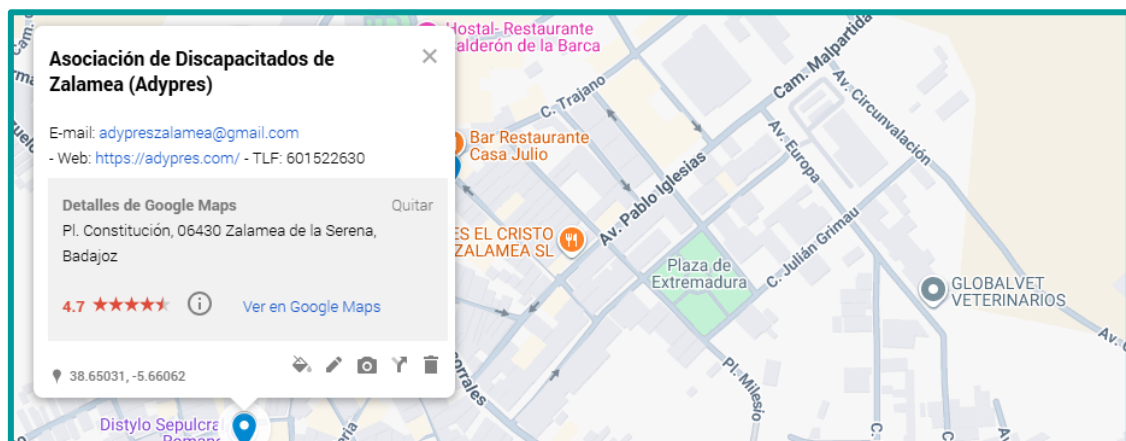 Asociación de Discapacitados de
Zalamea (Adypres)
E-mail: adypreszalamea@gmail.com
- Web: https://adypres.com/ - TLF: 601522630
Detalles de Google Maps
Quitar
Pl. Constitución, 06430 Zalamea de la Serena,
Badajoz
4.7
Ver en Google Maps
38.65031, -5.66062
Hostal- Restaurante
Calderón de la Barca
C. Trajano
Bar Restaurante
Casa Julio
Cam. Malpartida
Av. Circunvalación
Av. Europa
Av. Pablo Iglesias
ES EL CRISTO
ZALAMEA SL
Plaza de
Extremadura
C. Julián Grimau
GLOBALVET
VETERINARIOS
Pl. Milesio
Distylo Sepulcra